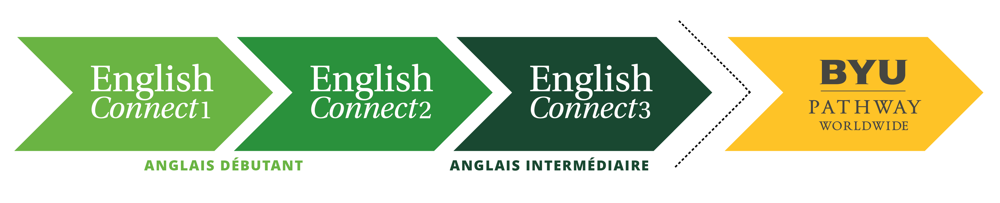 English
Connect1
English
Connect2
English
Connect3
BYU
PATHWAY
WORLDWIDE
ANGLAIS DÉBUTANT
ANGLAIS INTERMÉDIAIRE